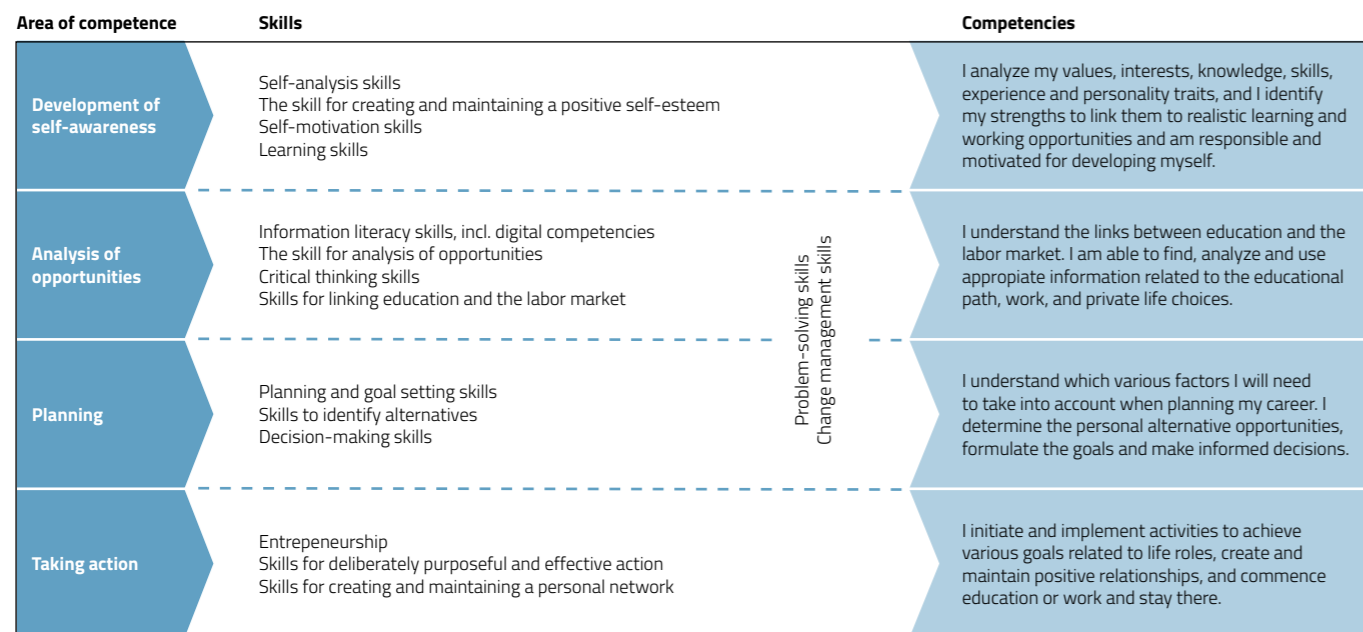 Area of competence
Skills
Competencies
Development of
self-awareness
Self-analysis skills
The skill for creating and maintaining a positive self-esteem
Self-motivation skills
Learning skills
I analyze my values, interests, knowledge, skills,
experience and personality traits, and I identify
my strengths to link them to realistic learning and
working opportunities and am responsible and
motivated for developing myself.
Analysis of
opportunities
Information literacy skills, incl. digital competencies
The skill for analysis of opportunities
Critical thinking skills
Skills for linking education and the labor market
Problem-solving skills
Change management skills
I understand the links between education and the
labor market. I am able to find, analyze and use
appropiate information related to the educational
path, work, and private life choices.
Planning
Planning and goal setting skills
Skills to identify alternatives
Decision-making skills
I understand which various factors I will need
to take into account when planning my career. I
determine the personal alternative opportunities,
formulate the goals and make informed decisions.
Taking action
Entrepeneurship
Skills for deliberately purposeful and effective action
Skills for creating and maintaining a personal network
I initiate and implement activities to achieve
various goals related to life roles, create and
maintain positive relationships, and commence
education or work and stay there.